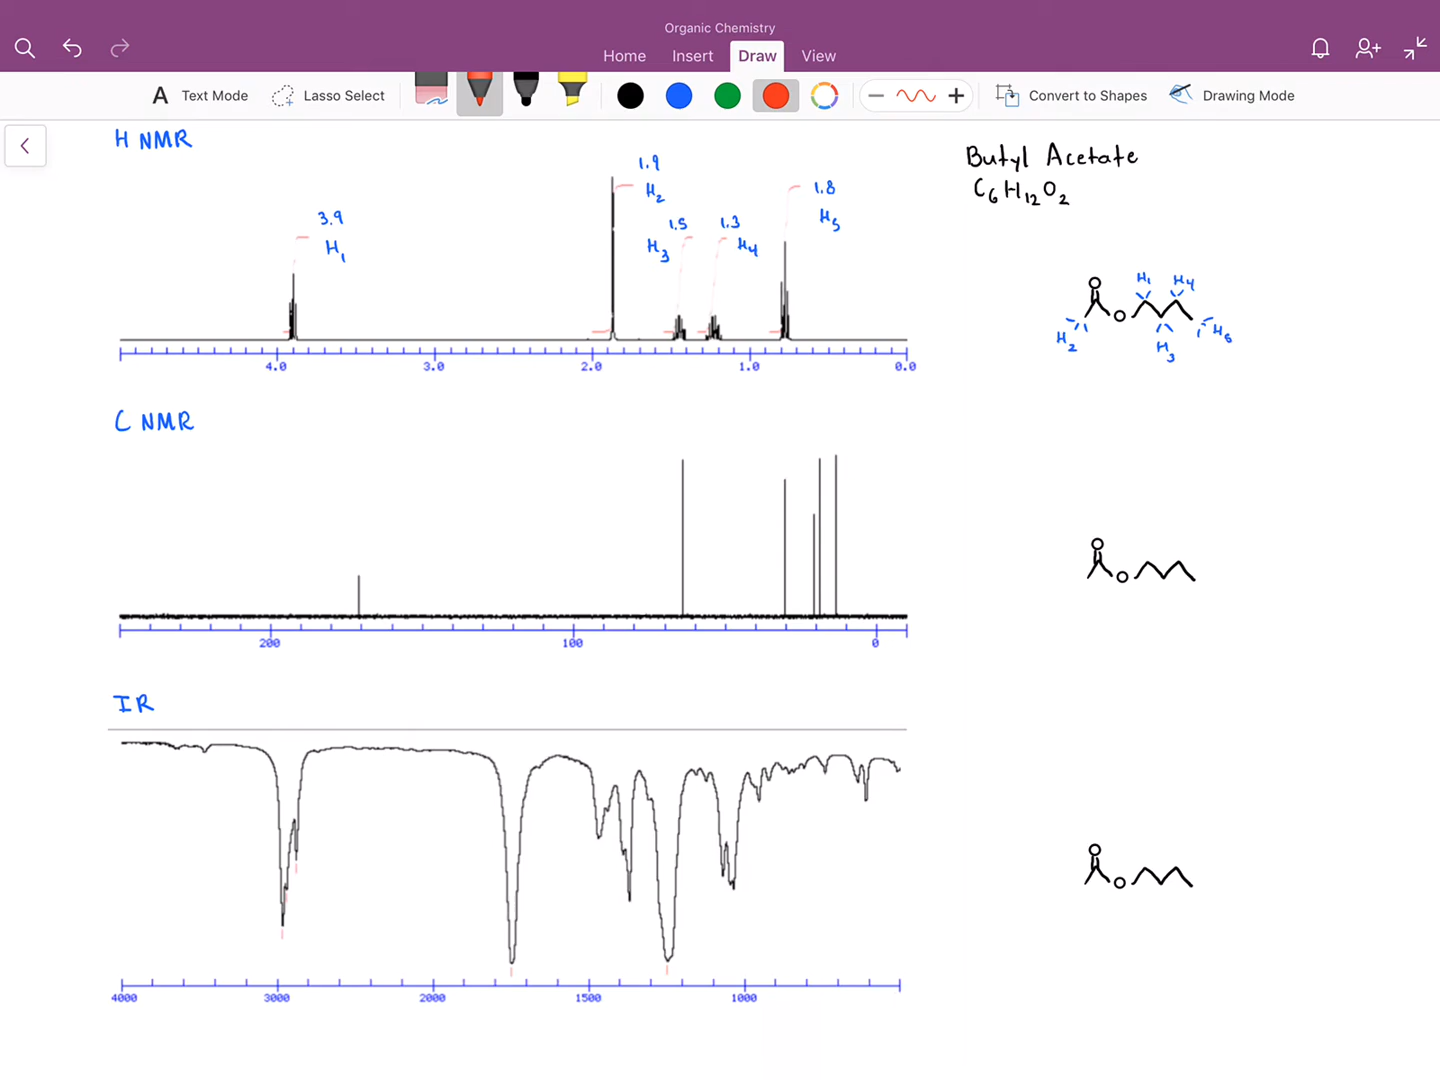 Organic Chemistry
Home Insert Draw View
A Text Mode Lasso Select Convert to Shapes Drawing Mode
H NMR
3.9
H₁
1.9
H₂
1.5
H₃
1.3
H₄
1.8
H₅
4.0 3.0 2.0 1.0 0.0
Butyl Acetate
C₆H₁₂O₂
O
O
H₁
H₄
H₂
H₃
C NMR
200 100 0
O
O
IR
4000 3000 2000 1500 1000
O
O